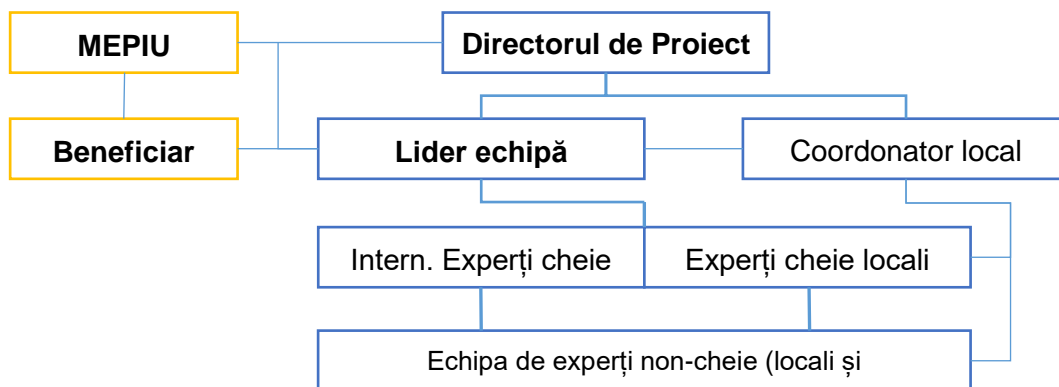 MEPIU
Directorul de Proiect
Beneficiar
Lider echipă
Coordonator local
Intern. Experți cheie
Experți cheie locali
Echipa de experți non-cheie (locali și